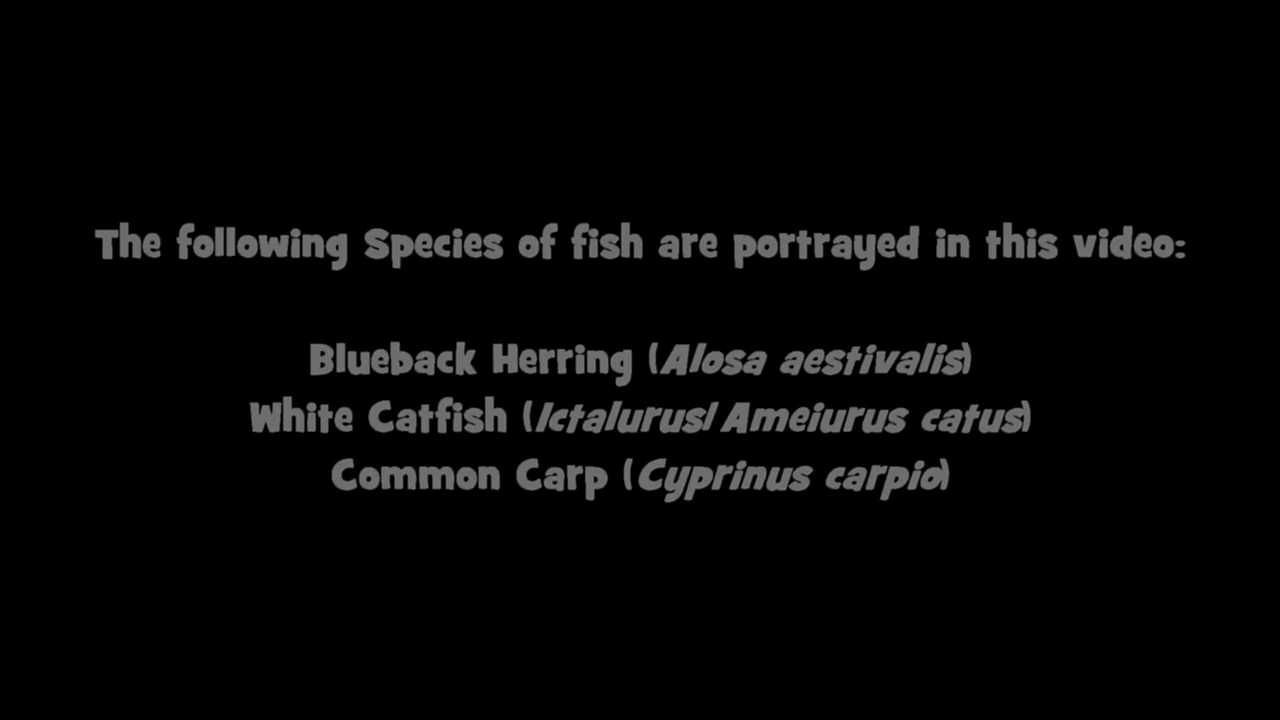 The following Species of fish are portrayed in this video:
Blueback Herring (Alosa aestivalis)
White Catfish (Ictalurus/Ameiurus catus)
Common Carp (Cyprinus carpio)